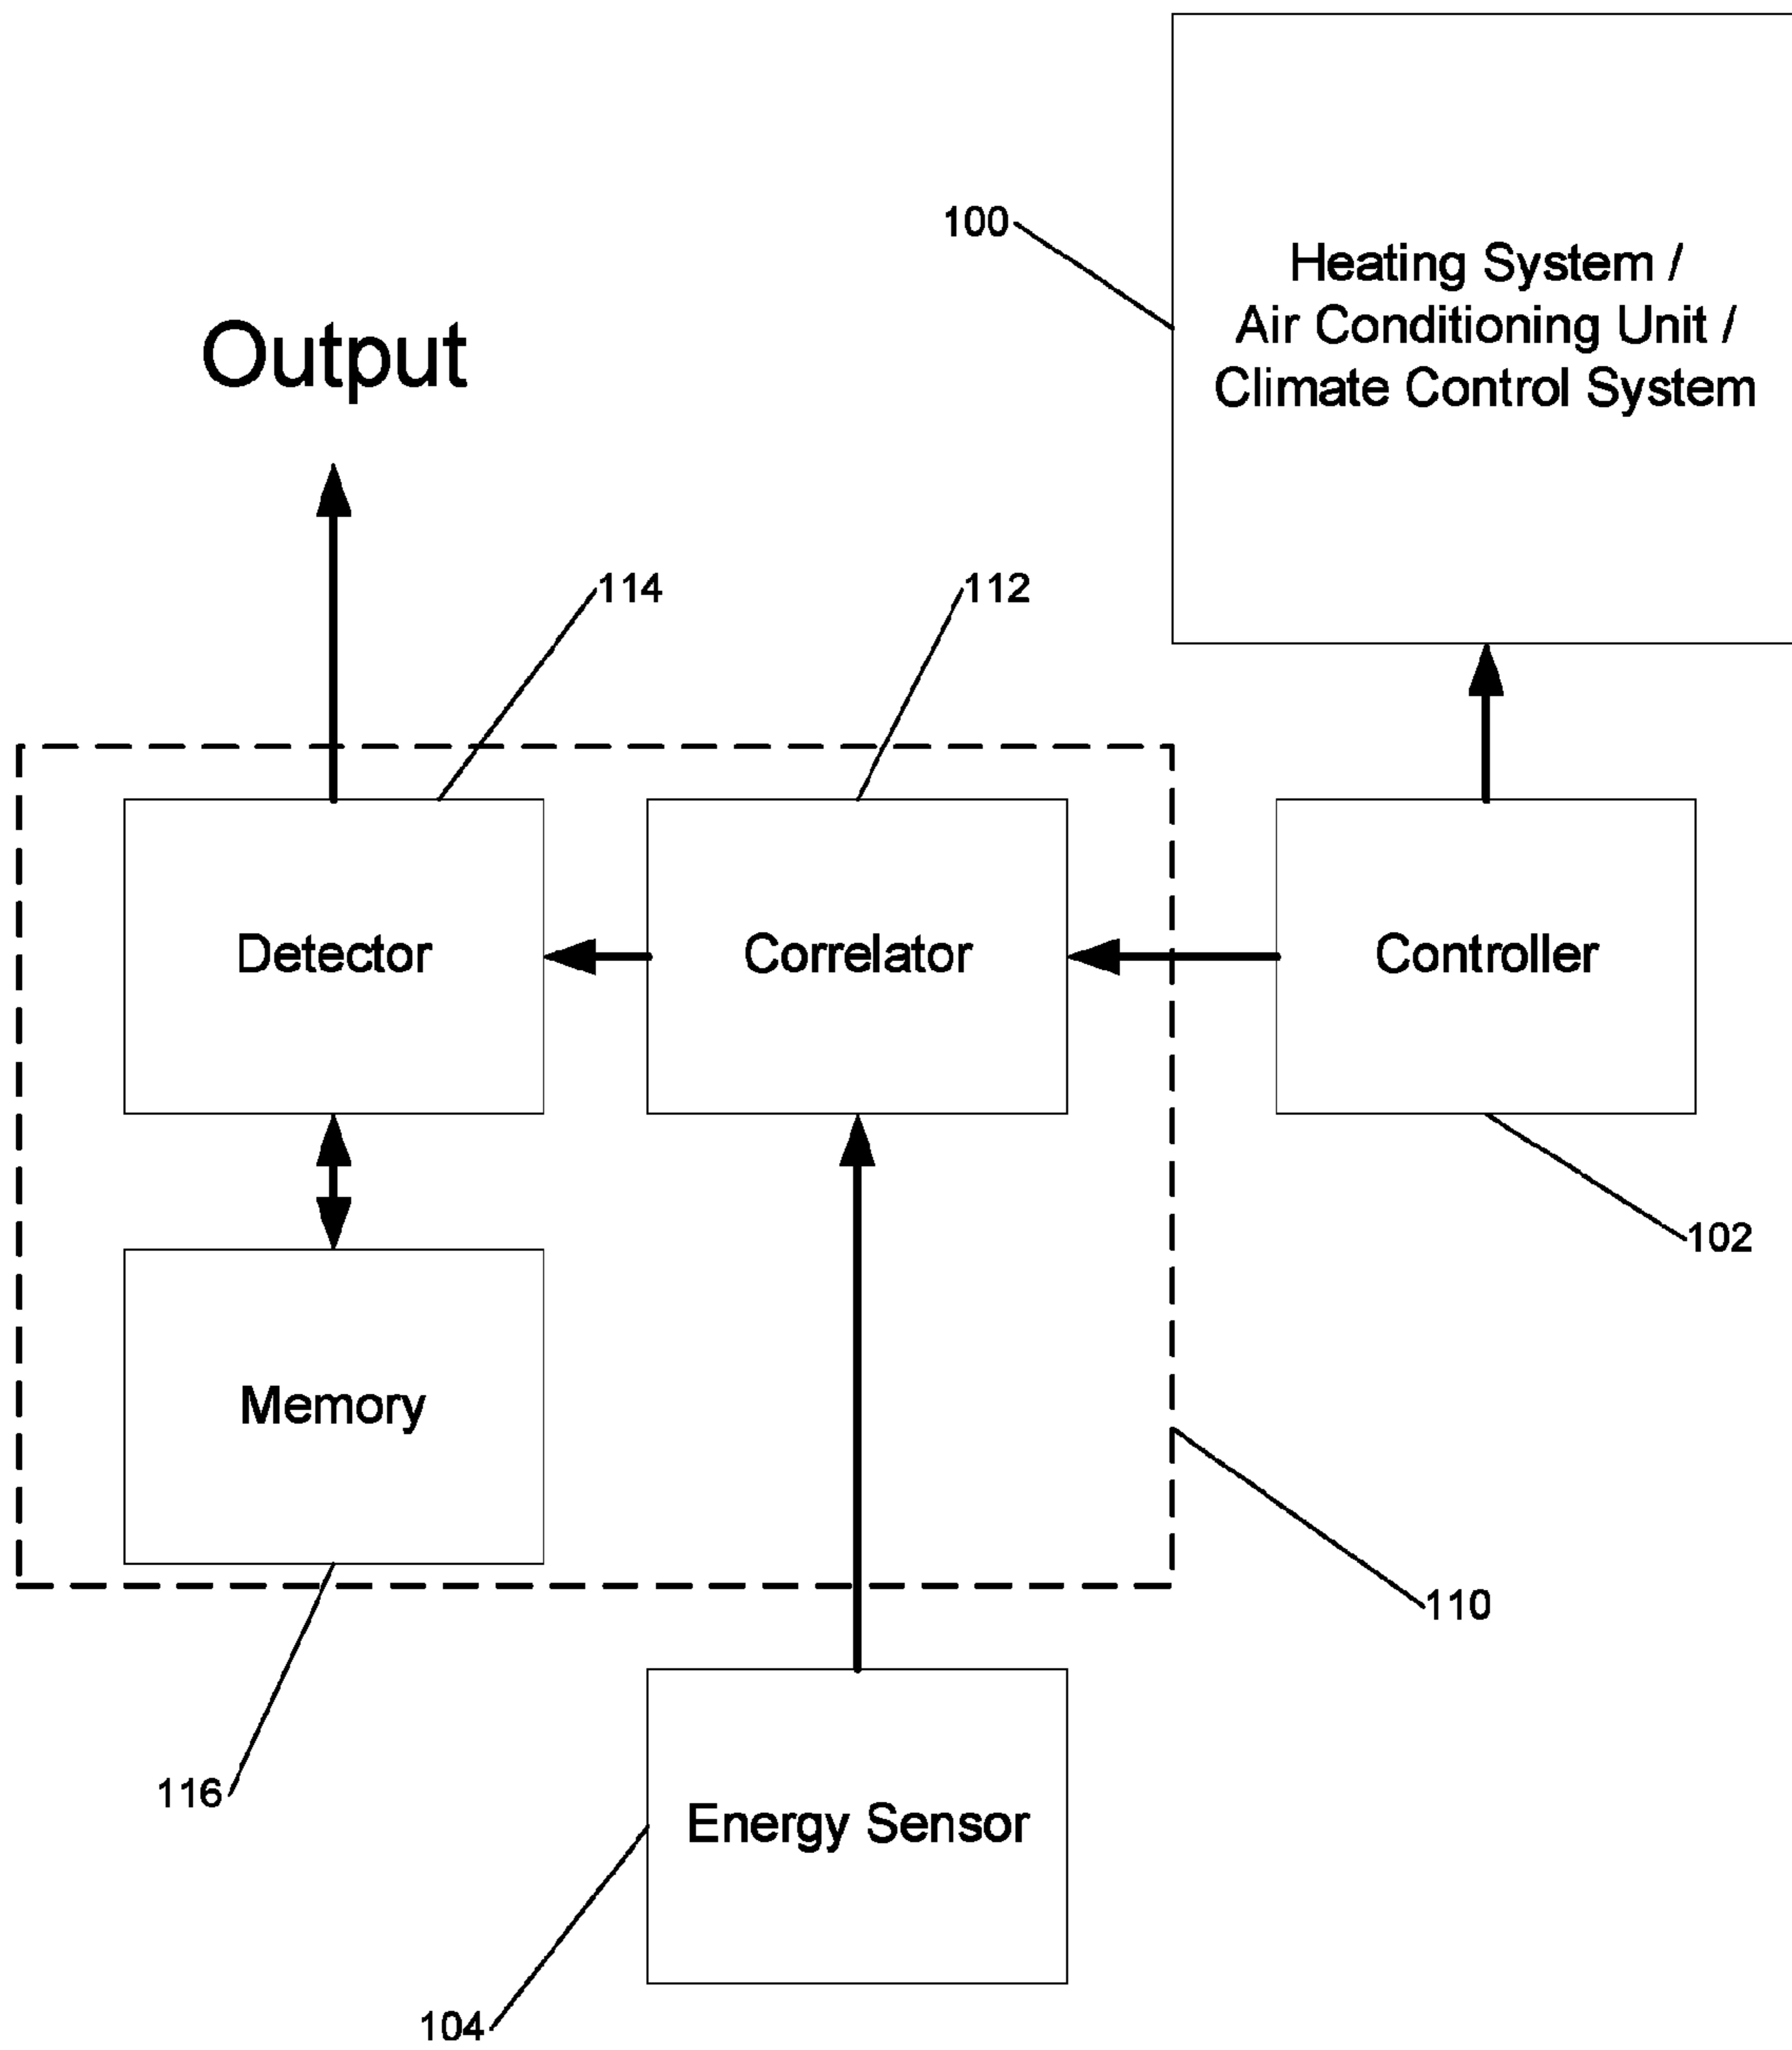 100
Heating System /
Air Conditioning Unit /
Climate Control System
Output
114
112
Detector
Correlator
Controller
102
Memory
110
116
Energy Sensor
104